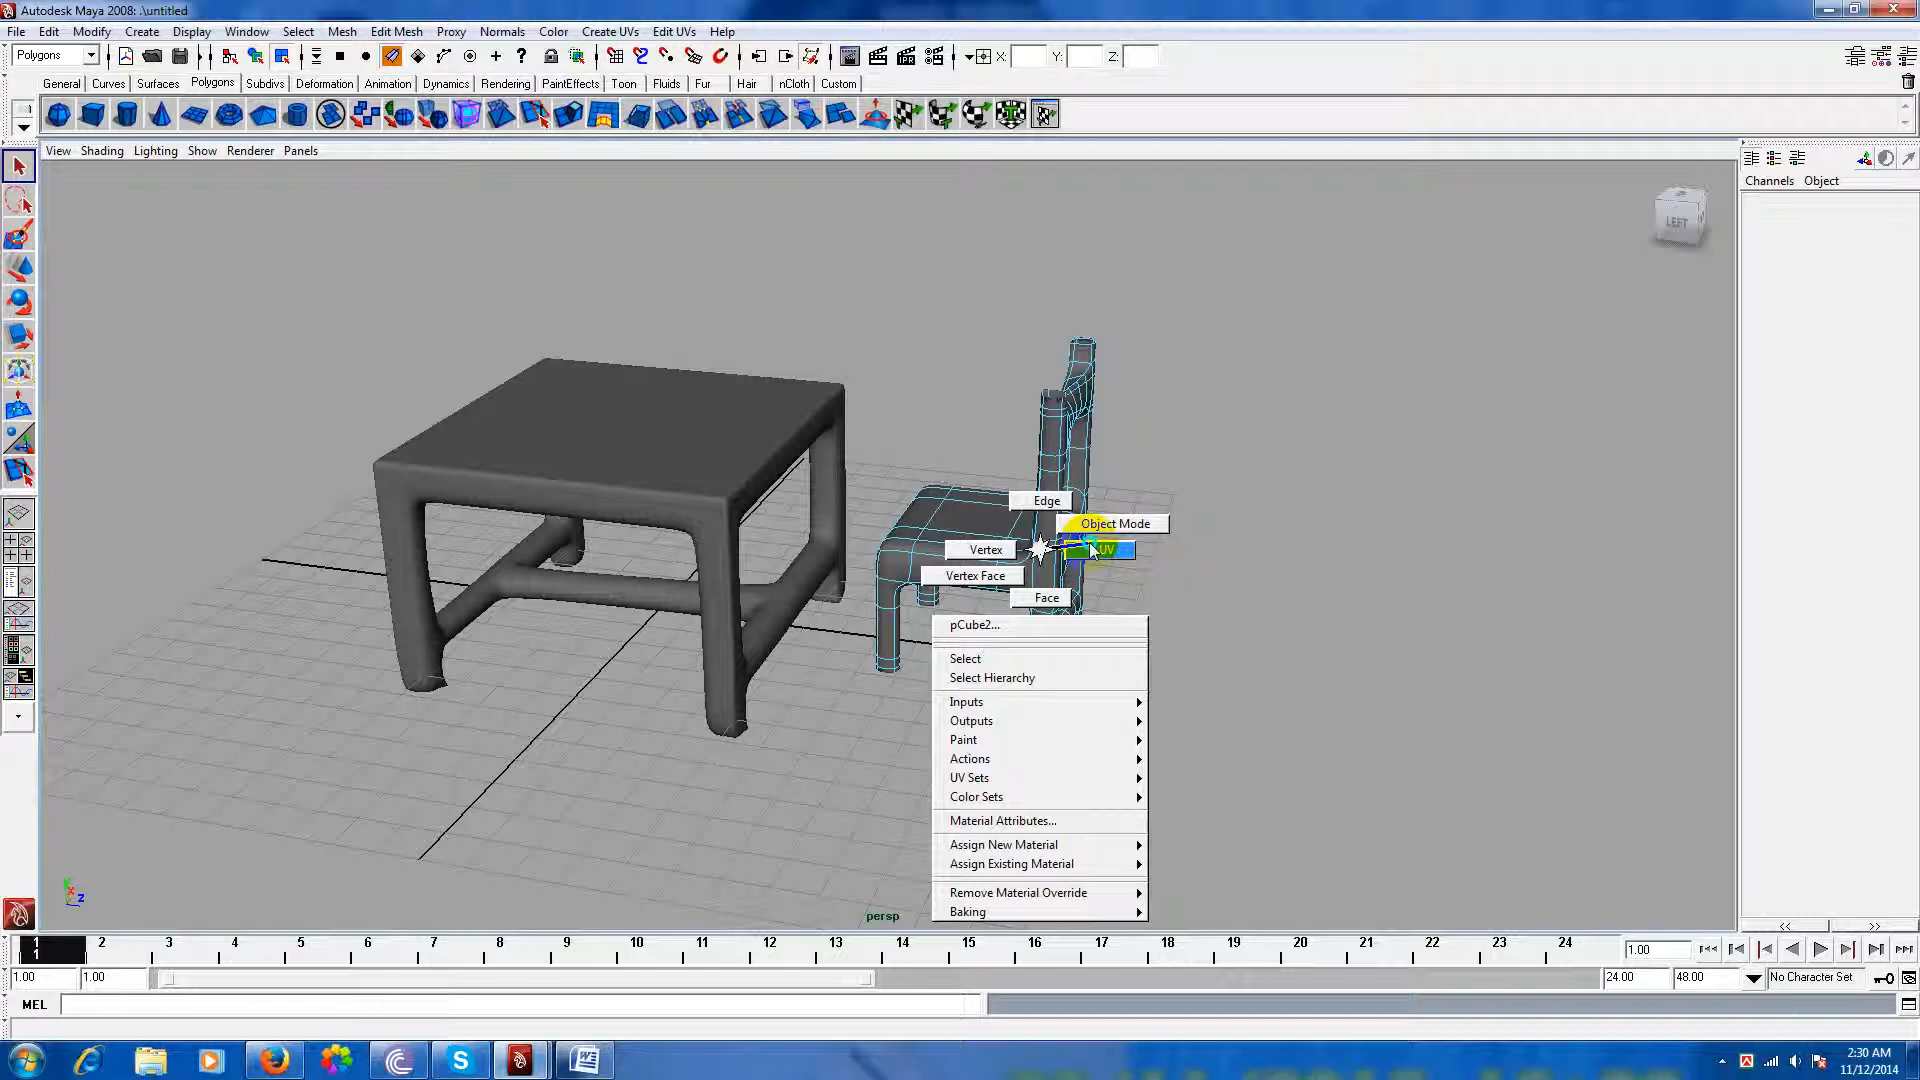 Autodesk Maya 2008: .\untitled
File Edit Modify Create Display Window Select Mesh Edit Mesh Proxy Normals Color Create UVs Edit UVs Help
Polygons X: Y: Z:
General Curves Surfaces Polygons Subdivs Deformation Animation Dynamics Rendering PaintEffects Toon Fluids Fur Hair nCloth Custom
View Shading Lighting Show Renderer Panels
Channels Object
LEFT
Edge
Object Mode
Vertex UV
Vertex Face
Face
pCube2...
Select
Select Hierarchy
Inputs
Outputs
Paint
Actions
UV Sets
Color Sets
Material Attributes...
Assign New Material
Assign Existing Material
Remove Material Override
Baking
y x z
persp
<< >>
1 2 3 4 5 6 7 8 9 10 11 12 13 14 15 16 17 18 19 20 21 22 23 24
1 1.00
1.00 1.00 24.00 48.00 No Character Set
MEL
2:30 AM
11/12/2014